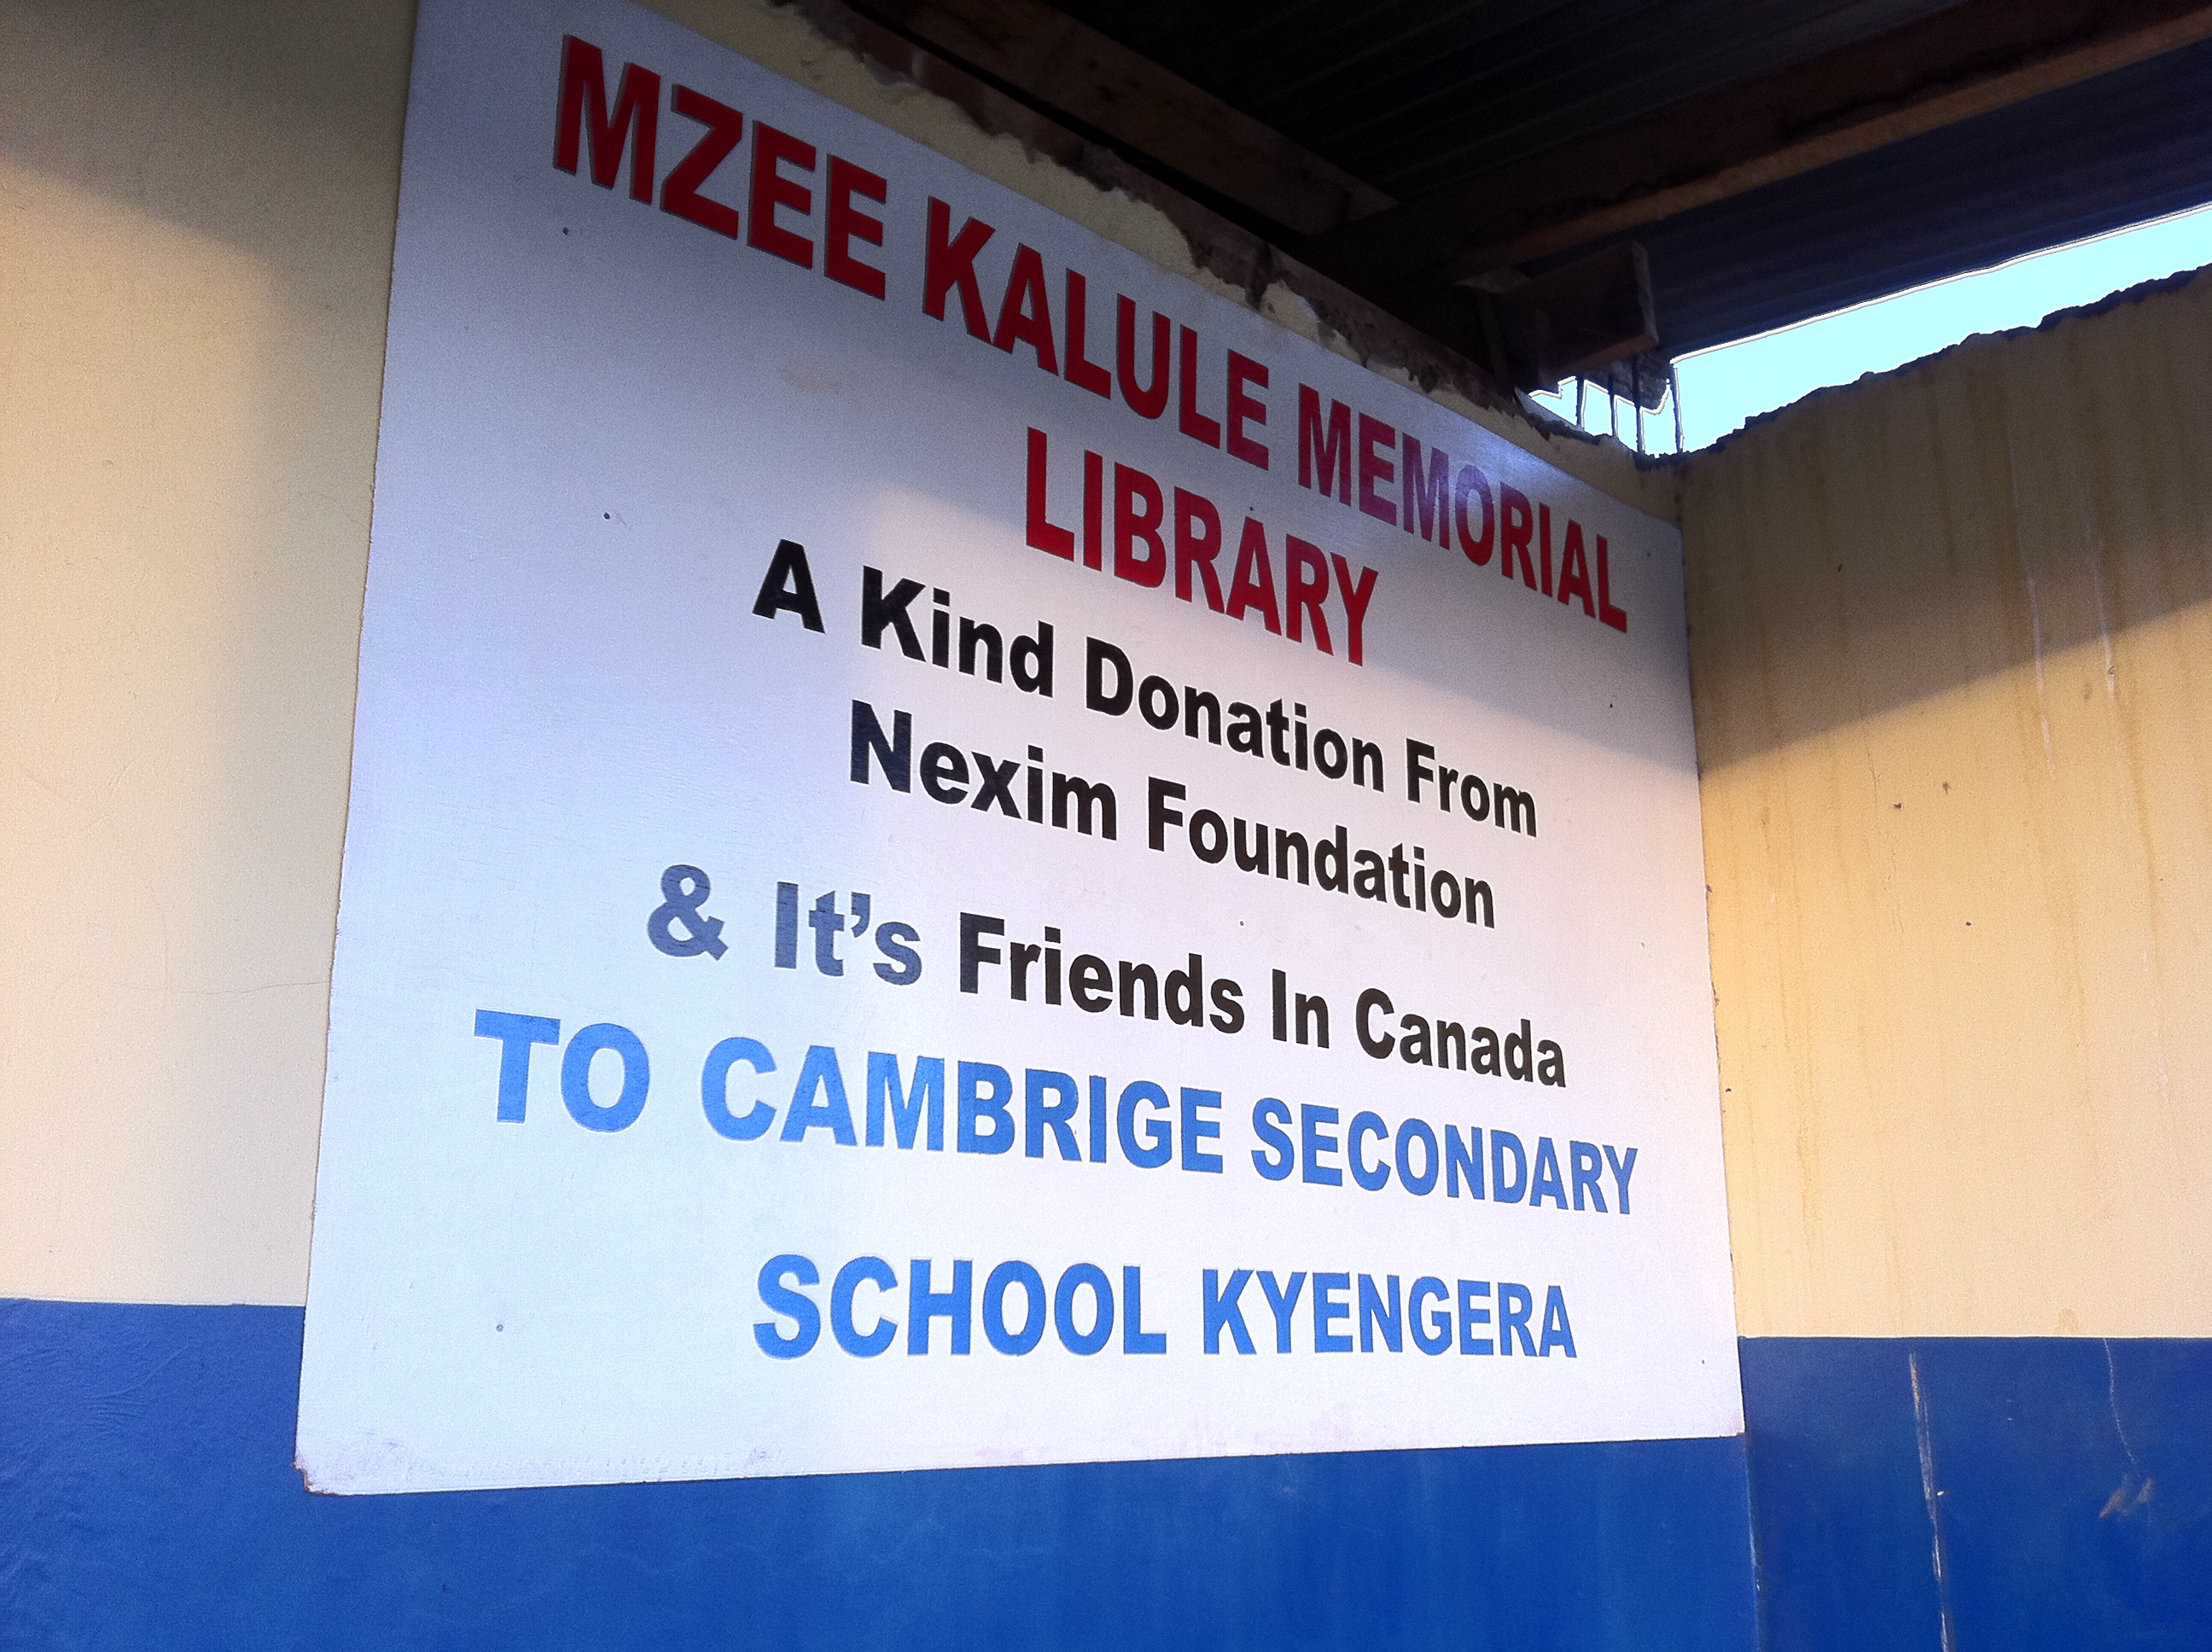 MZEE KALULE MEMORIAL
LIBRARY
A Kind Donation From
Nexim Foundation
& It's Friends In Canada
TO CAMBRIGE SECONDARY
SCHOOL KYENGERA